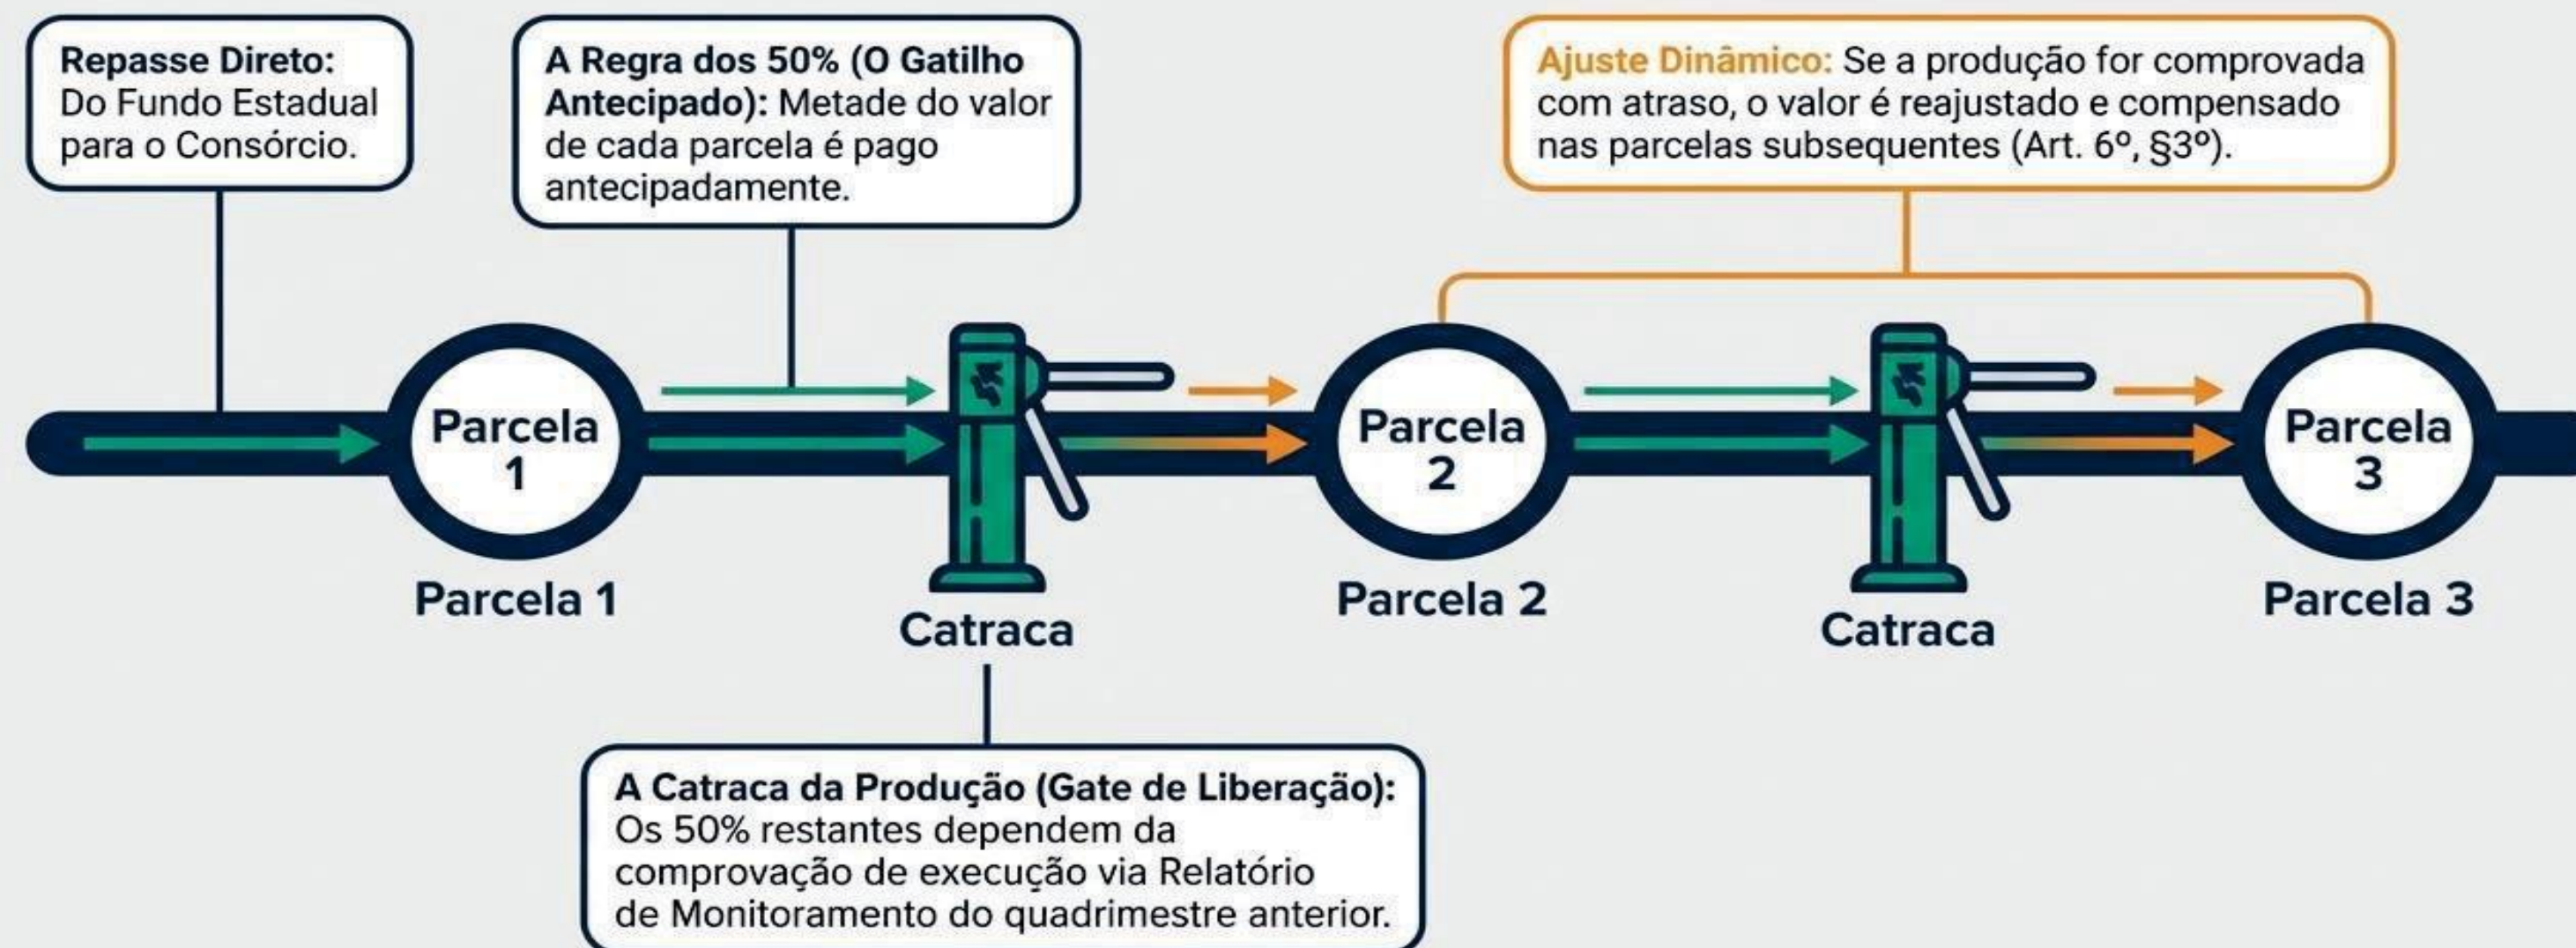 Repasse Direto:
Do Fundo Estadual
para o Consórcio.
A Regra dos 50% (O Gatilho
Antecipado): Metade do valor
de cada parcela é pago
antecipadamente.
Ajuste Dinâmico: Se a produção for comprovada
com atraso, o valor é reajustado e compensado
nas parcelas subsequentes (Art. 6º, §3º).
Parcela
1
Parcela 1
Catraca
Parcela
2
Parcela 2
Catraca
Parcela
3
Parcela 3
A Catraca da Produção (Gate de Liberação):
Os 50% restantes dependem da
comprovação de execução via Relatório
de Monitoramento do quadrimestre anterior.